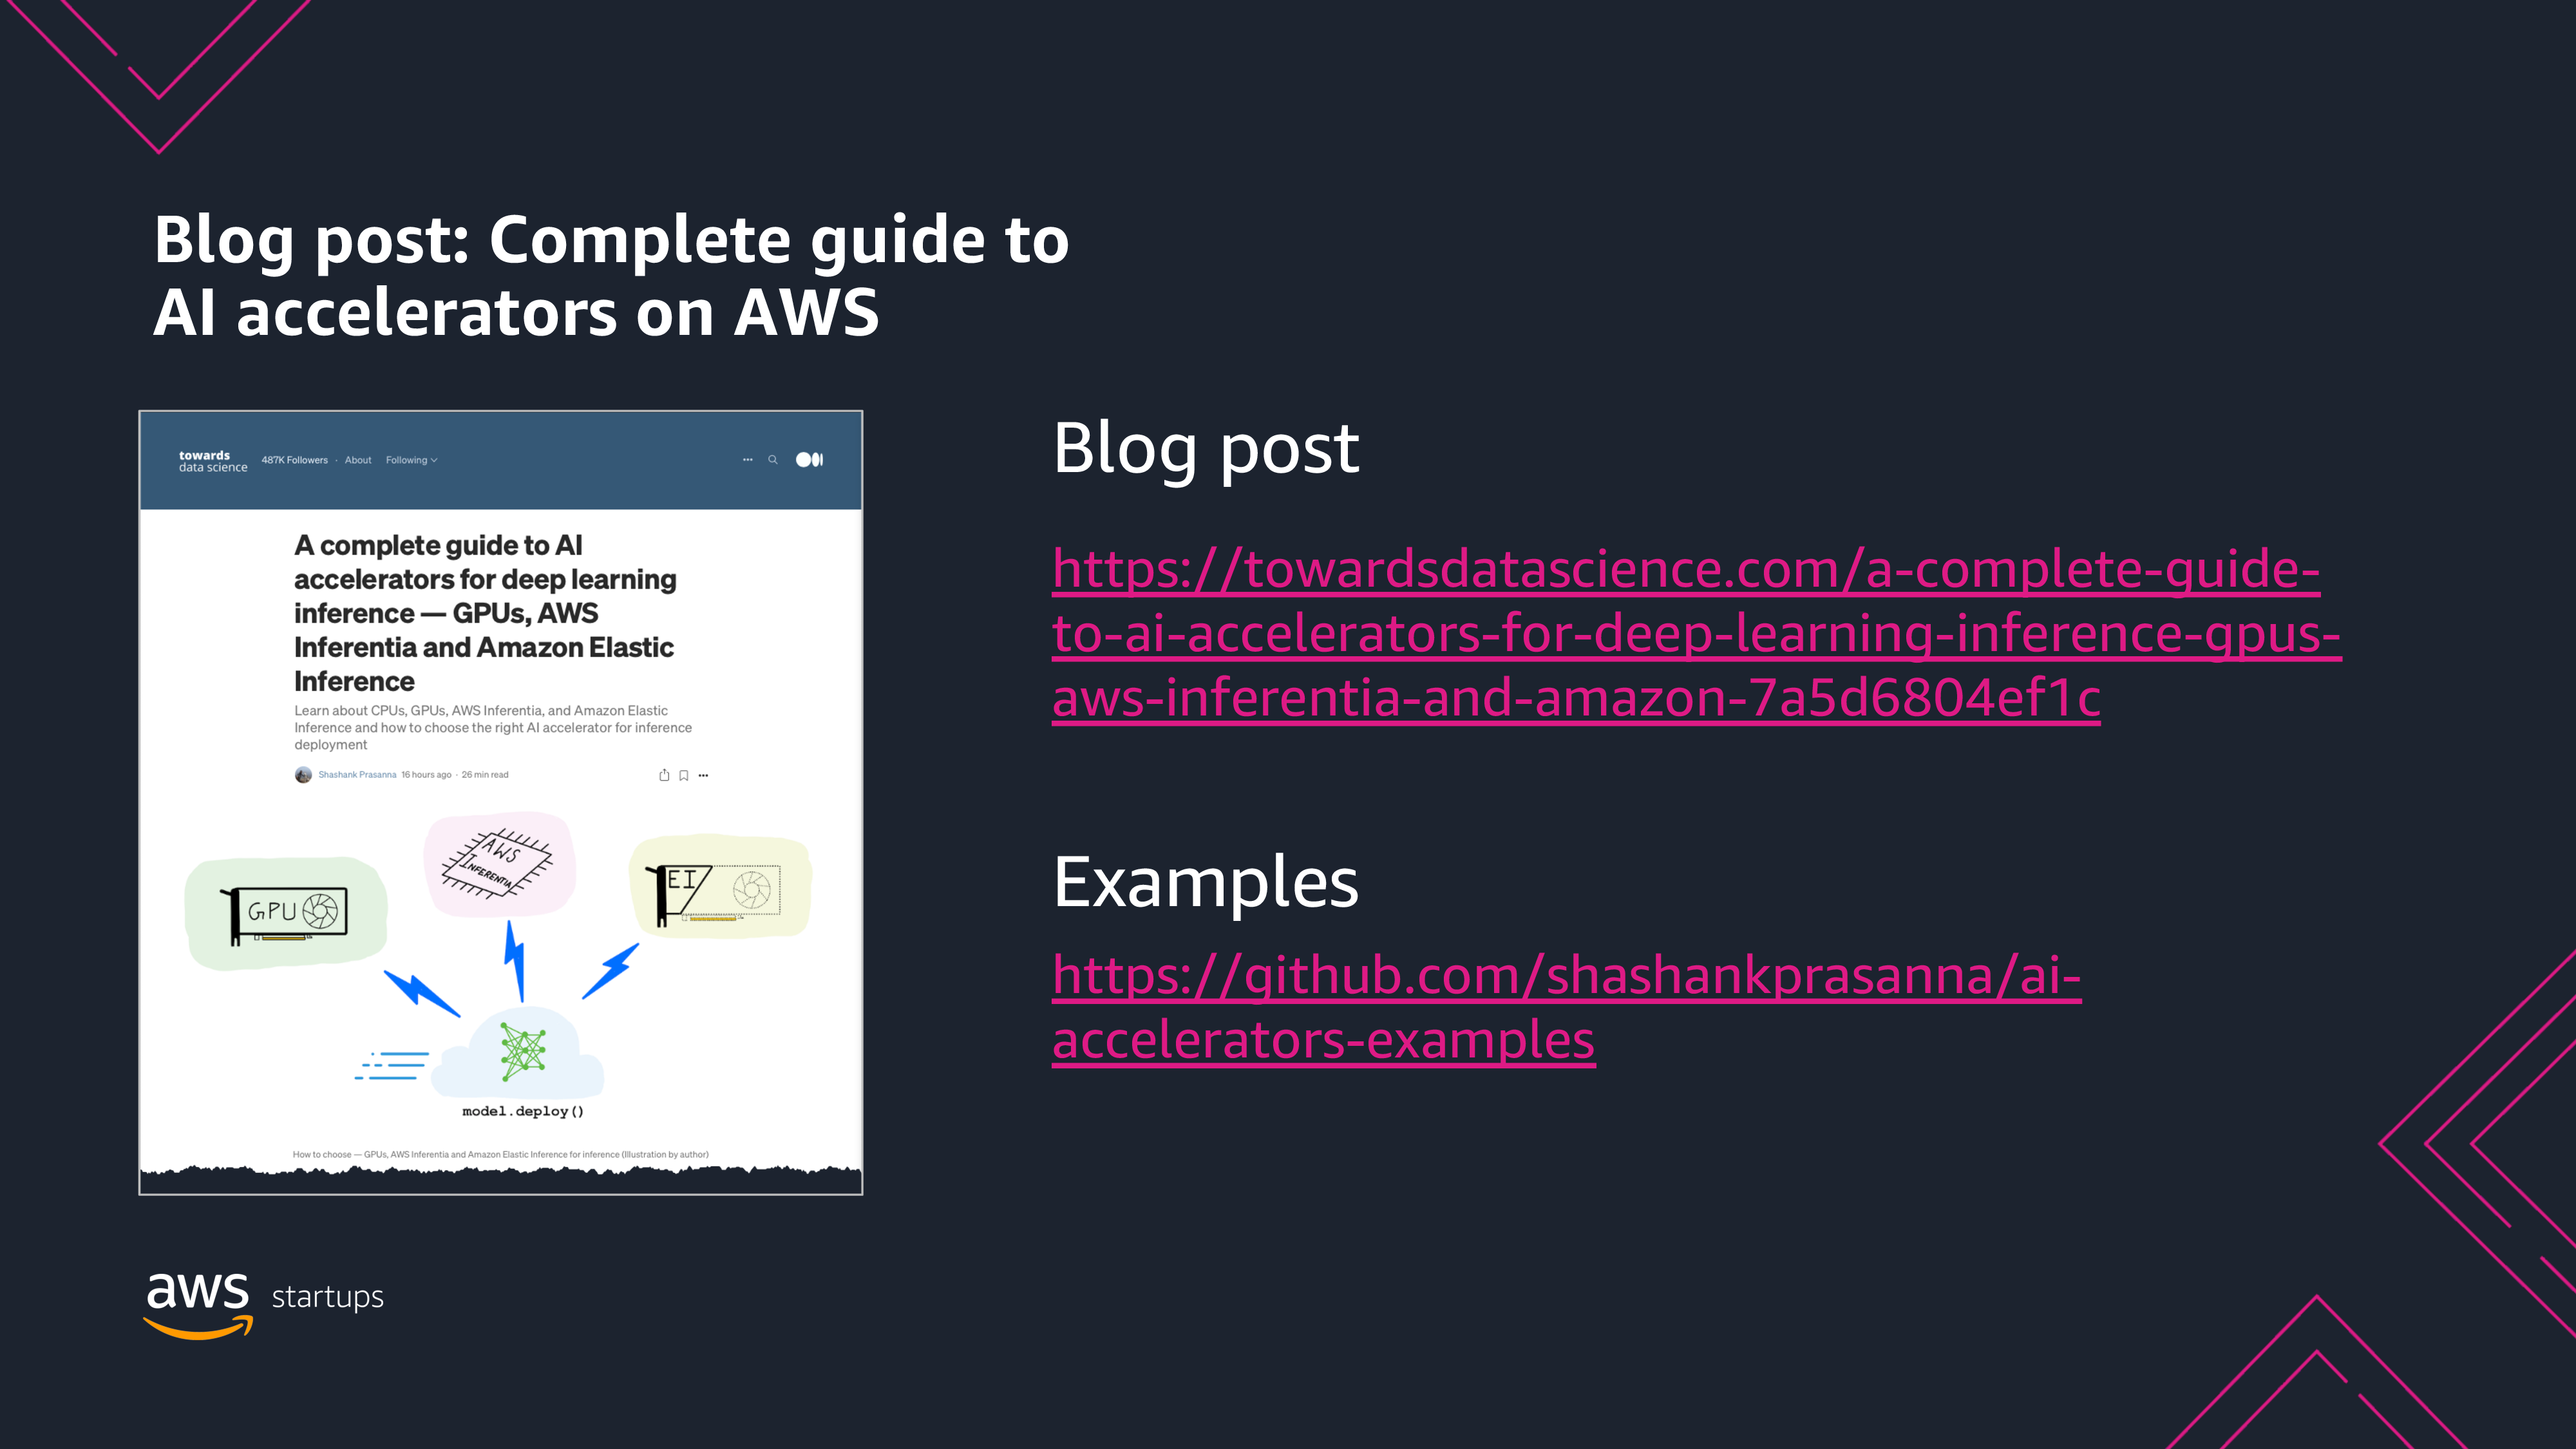 Blog post: Complete guide to
AI accelerators on AWS
towards
data science
487K Followers · About Following
A complete guide to AI
accelerators for deep learning
inference — GPUs, AWS
Inferentia and Amazon Elastic
Inference
Learn about CPUs, GPUs, AWS Inferentia, and Amazon Elastic
Inference and how to choose the right AI accelerator for inference
deployment
Shashank Prasanna 16 hours ago · 26 min read
GPU
AWS
INFERENTIA
EI
model.deploy()
How to choose — GPUs, AWS Inferentia and Amazon Elastic Inference for inference (Illustration by author)
Blog post
https://towardsdatascience.com/a-complete-guide-
to-ai-accelerators-for-deep-learning-inference-gpus-
aws-inferentia-and-amazon-7a5d6804ef1c
Examples
https://github.com/shashankprasanna/ai-
accelerators-examples
aws startups